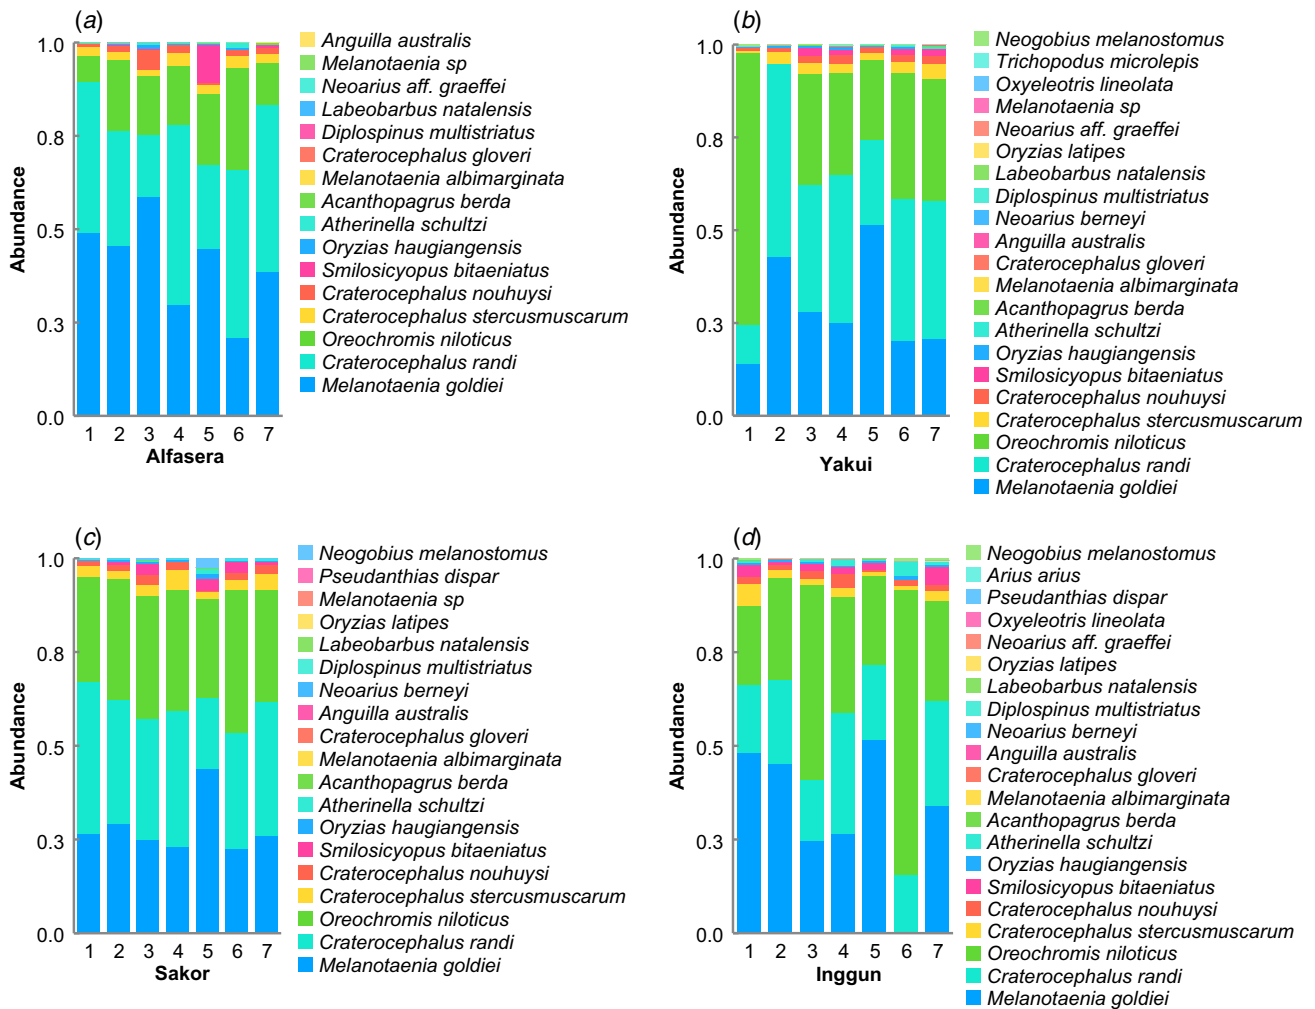 (a)
Abundance
1.0
0.8
0.5
0.3
0.0
1 2 3 4 5 6 7
Alfasera
Anguilla australis
Melanotaenia sp
Neoarius aff. graeffei
Labeobarbus natalensis
Diplospinus multistriatus
Craterocephalus gloveri
Melanotaenia albimarginata
Acanthopagrus berda
Atherinella schultzi
Oryzias haugiangensis
Smilosicyopus bitaeniatus
Craterocephalus nouhuysi
Craterocephalus stercusmuscarum
Oreochromis niloticus
Craterocephalus randi
Melanotaenia goldiei
(b)
Abundance
1.0
0.8
0.5
0.3
0.0
1 2 3 4 5 6 7
Yakui
Neogobius melanostomus
Trichopodus microlepis
Oxyeleotris lineolata
Melanotaenia sp
Neoarius aff. graeffei
Oryzias latipes
Labeobarbus natalensis
Diplospinus multistriatus
Neoarius berneyi
Anguilla australis
Craterocephalus gloveri
Melanotaenia albimarginata
Acanthopagrus berda
Atherinella schultzi
Oryzias haugiangensis
Smilosicyopus bitaeniatus
Craterocephalus nouhuysi
Craterocephalus stercusmuscarum
Oreochromis niloticus
Craterocephalus randi
Melanotaenia goldiei
(c)
Abundance
1.0
0.8
0.5
0.3
0.0
1 2 3 4 5 6 7
Sakor
Neogobius melanostomus
Pseudanthias dispar
Melanotaenia sp
Oryzias latipes
Labeobarbus natalensis
Diplospinus multistriatus
Neoarius berneyi
Anguilla australis
Craterocephalus gloveri
Melanotaenia albimarginata
Acanthopagrus berda
Atherinella schultzi
Oryzias haugiangensis
Smilosicyopus bitaeniatus
Craterocephalus nouhuysi
Craterocephalus stercusmuscarum
Oreochromis niloticus
Craterocephalus randi
Melanotaenia goldiei
(d)
Abundance
1.0
0.8
0.5
0.3
0.0
1 2 3 4 5 6 7
Inggun
Neogobius melanostomus
Arius arius
Pseudanthias dispar
Oxyeleotris lineolata
Neoarius aff. graeffei
Oryzias latipes
Labeobarbus natalensis
Diplospinus multistriatus
Neoarius berneyi
Anguilla australis
Craterocephalus gloveri
Melanotaenia albimarginata
Acanthopagrus berda
Atherinella schultzi
Oryzias haugiangensis
Smilosicyopus bitaeniatus
Craterocephalus nouhuysi
Craterocephalus stercusmuscarum
Oreochromis niloticus
Craterocephalus randi
Melanotaenia goldiei